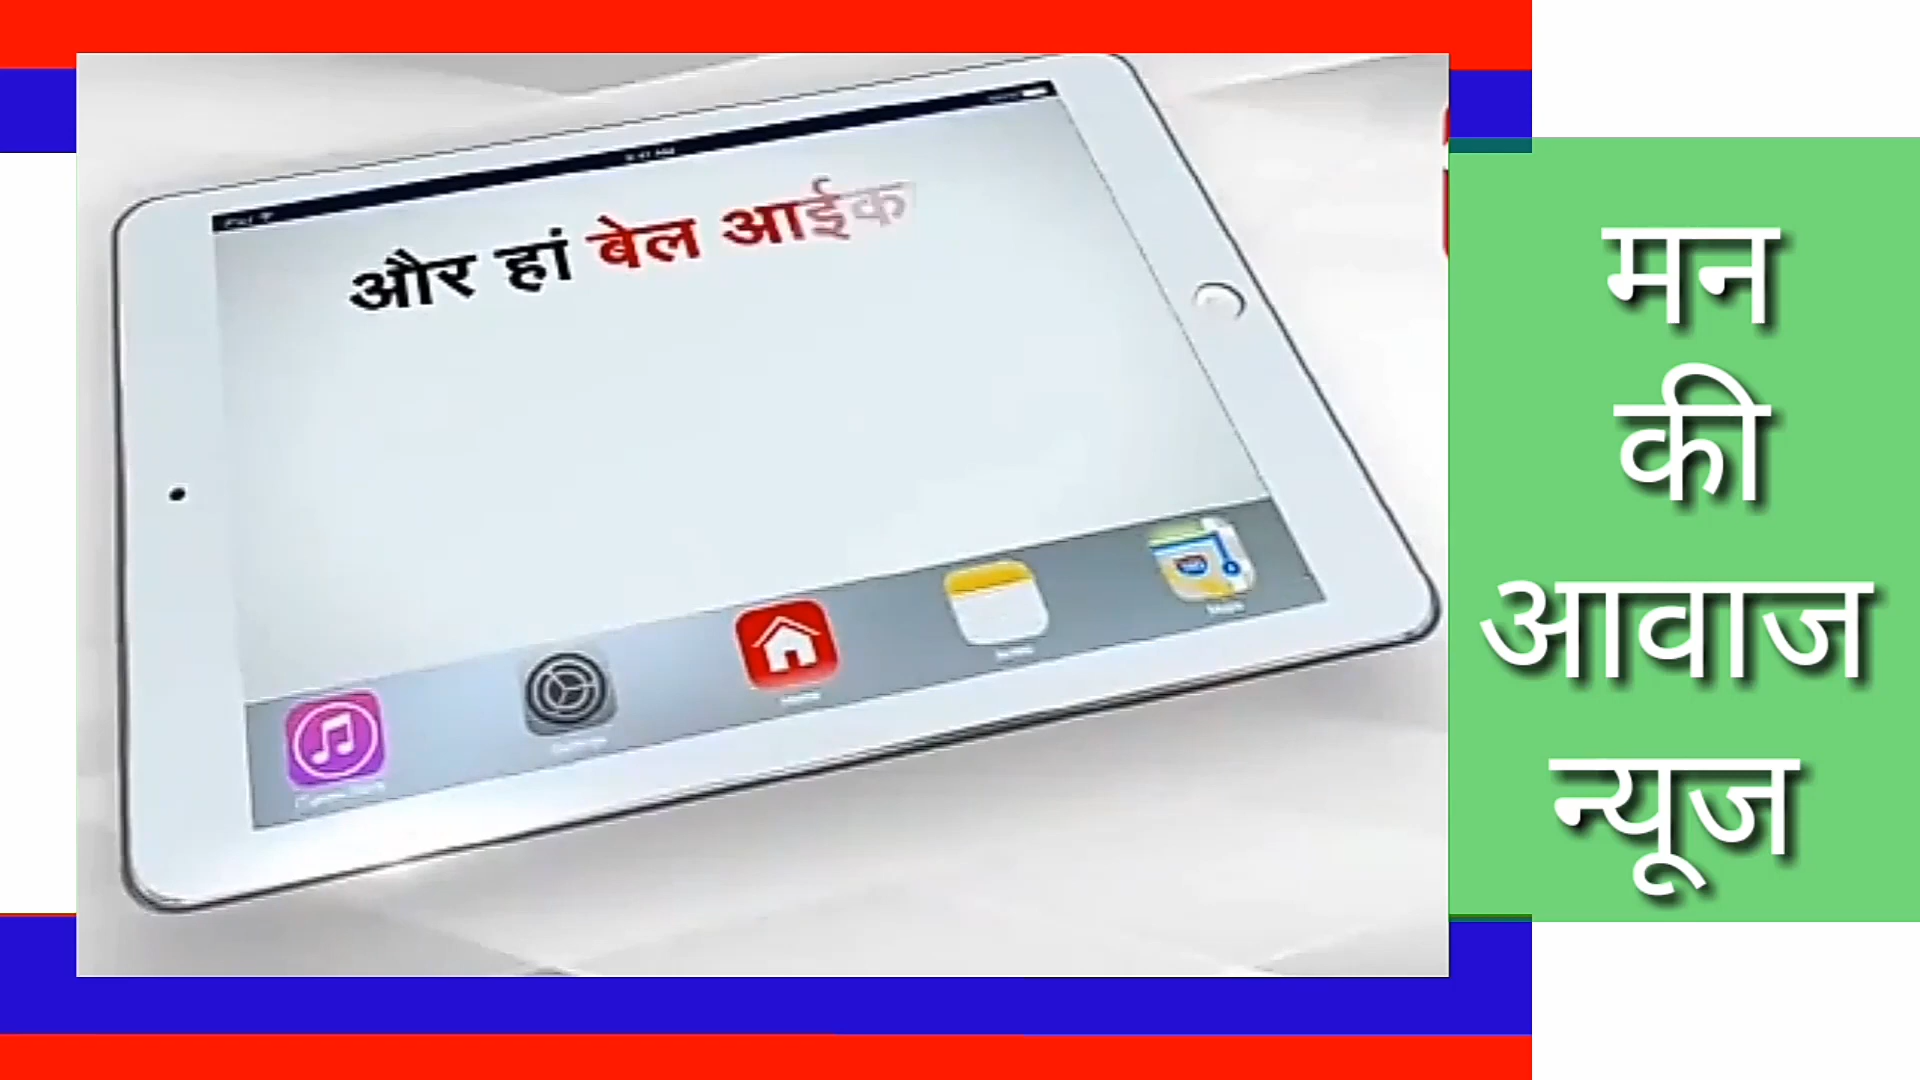 और हां बेल आईक
मन
की
आवाज
न्यूज